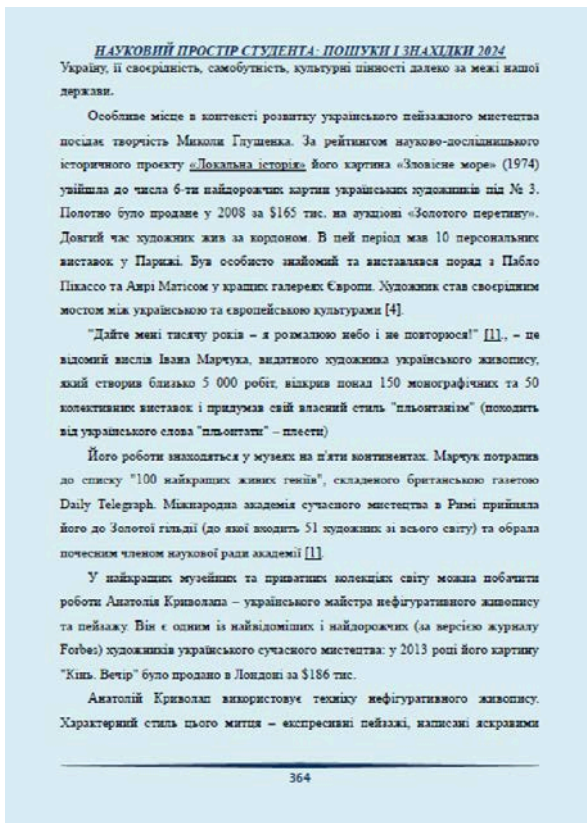 НАУКОВИЙ ПРОСТІР СТУДЕНТА: ПОШУКИ І ЗНАХІДКИ 2024
Україну, її своєрідність, самобутність, культурні цінності далеко за межі нашої
держави.
Особливе місце в контексті розвитку українського пейзажного мистецтва
посідає творчість Миколи Глущенка. За рейтингом науково-дослідницького
історичного проєкту «Локальна історія» його картина «Зловісне море» (1974)
увійшла до числа 6-ти найдорожчих картин українських художників під № 3.
Полотно було продане у 2008 за $165 тис. на аукціоні «Золотого перетину».
Довгий час художник жив за кордоном. В цей період мав 10 персональних
виставок у Парижі. Був особисто знайомий та виставлявся поряд з Пабло
Пікассо та Анрі Матісом у кращих галереях Європи. Художник став своєрідним
мостом між українською та європейською культурами [4].
"Дайте мені тисячу років – я розмалюю небо і не повторюся!" [1]., – це
відомий вислів Івана Марчука, видатного художника українського живопису,
який створив близько 5 000 робіт, відкрив понад 150 монографічних та 50
колективних виставок і придумав свій власний стиль "пльонтанізм" (походить
від українського слова "пльонтати" – плести)
Його роботи знаходяться у музеях на п'яти континентах. Марчук потрапив
до списку "100 найкращих живих геніїв", складеного британською газетою
Daily Telegraph. Міжнародна академія сучасного мистецтва в Римі прийняла
його до Золотої гільдії (до якої входить 51 художник зі всього світу) та обрала
почесним членом наукової ради академії [1].
У найкращих музейних та приватних колекціях світу можна побачити
роботи Анатолія Криволапа – українського майстра нефігуративного живопису
та пейзажу. Він є одним із найвідоміших і найдорожчих (за версією журналу
Forbes) художників українського сучасного мистецтва: у 2013 році його картину
"Кінь. Вечір" було продано в Лондоні за $186 тис.
Анатолій Криволап використовує техніку нефігуративного живопису.
Характерний стиль цього митця – експресивні пейзажі, написані яскравими
364